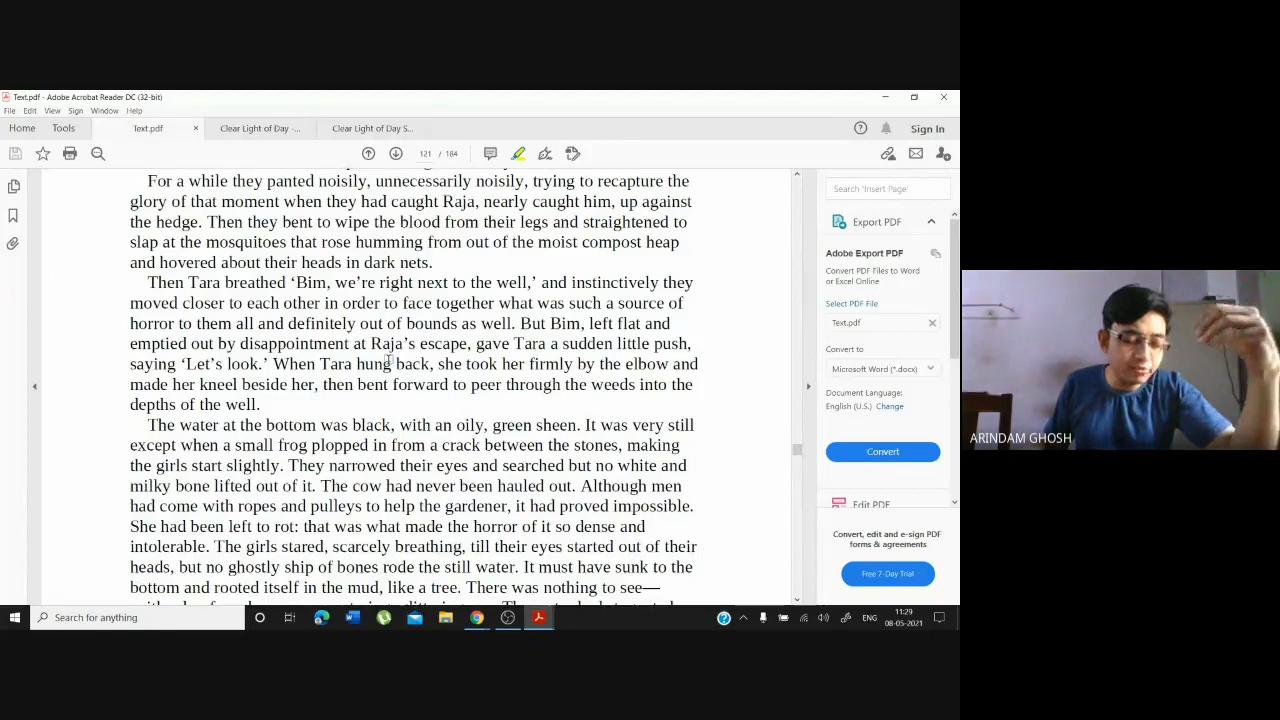 Text.pdf - Adobe Acrobat Reader DC (32-bit)
File Edit View Sign Window Help
Home Tools Text.pdf × Clear Light of Day -... Clear Light of Day S... Sign In
121 / 184
For a while they panted noisily, unnecessarily noisily, trying to recapture the
glory of that moment when they had caught Raja, nearly caught him, up against
the hedge. Then they bent to wipe the blood from their legs and straightened to
slap at the mosquitoes that rose humming from out of the moist compost heap
and hovered about their heads in dark nets.
Then Tara breathed ‘Bim, we’re right next to the well,’ and instinctively they
moved closer to each other in order to face together what was such a source of
horror to them all and definitely out of bounds as well. But Bim, left flat and
emptied out by disappointment at Raja’s escape, gave Tara a sudden little push,
saying ‘Let’s look.’ When Tara hung back, she took her firmly by the elbow and
made her kneel beside her, then bent forward to peer through the weeds into the
depths of the well.
The water at the bottom was black, with an oily, green sheen. It was very still
except when a small frog plopped in from a crack between the stones, making
the girls start slightly. They narrowed their eyes and searched but no white and
milky bone lifted out of it. The cow had never been hauled out. Although men
had come with ropes and pulleys to help the gardener, it had proved impossible.
She had been left to rot: that was what made the horror of it so dense and
intolerable. The girls stared, scarcely breathing, till their eyes started out of their
heads, but no ghostly ship of bones rode the still water. It must have sunk to the
bottom and rooted itself in the mud, like a tree. There was nothing to see—
Search 'Insert Page'
Export PDF
Adobe Export PDF
Convert PDF Files to Word
or Excel Online
Select PDF File
Text.pdf
Convert to
Microsoft Word (*.docx)
Document Language:
English (U.S.) Change
Convert
Edit PDF
Convert, edit and e-sign PDF
forms & agreements
Free 7-Day Trial
ARINDAM GHOSH
Search for anything
ENG
11:29
08-05-2021